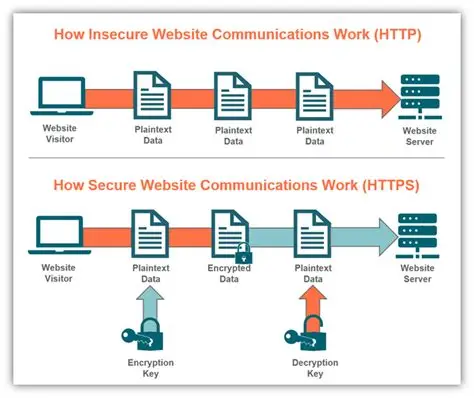 How Insecure Website Communications Work (HTTP)
Website
Visitor
Plaintext
Data
Plaintext
Data
Plaintext
Data
Website
Server
How Secure Website Communications Work (HTTPS)
Website
Visitor
Plaintext
Data
Encrypted
Data
Plaintext
Data
Website
Server
Encryption
Key
Decryption
Key